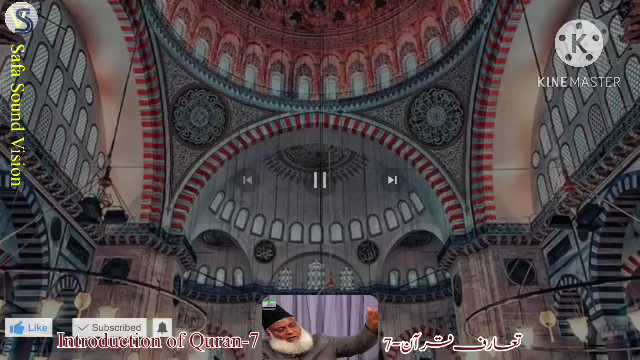 Safa Sound Vision
KINEMASTER
Like
Subscribed
Introduction of Quran-7
تعارف قرآن-7